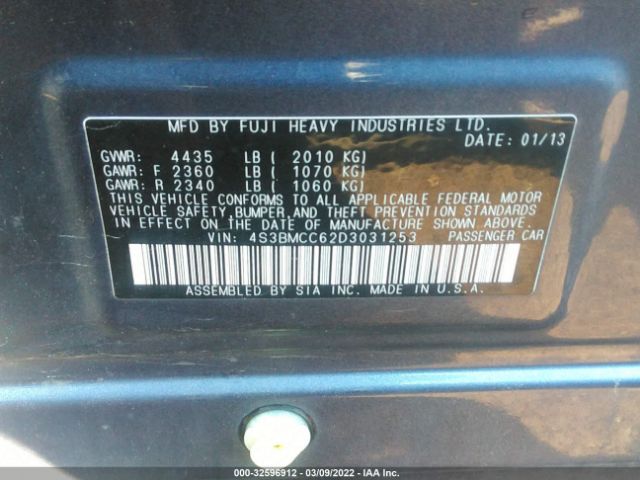 MFD BY FUJI HEAVY INDUSTRIES LTD.
DATE: 01/13
GVWR: 4435 LB ( 2010 KG)
GAWR: F 2360 LB ( 1070 KG)
GAWR: R 2340 LB ( 1060 KG)
THIS VEHICLE CONFORMS TO ALL APPLICABLE FEDERAL MOTOR
VEHICLE SAFETY,BUMPER,AND THEFT PREVENTION STANDARDS
IN EFFECT ON THE DATE OF MANUFACTURE SHOWN ABOVE.
VIN: 4S3BMCC62D3031253 PASSENGER CAR
ASSEMBLED BY SIA INC. MADE IN U.S.A.
000-32596912 - 03/09/2022 - IAA Inc.